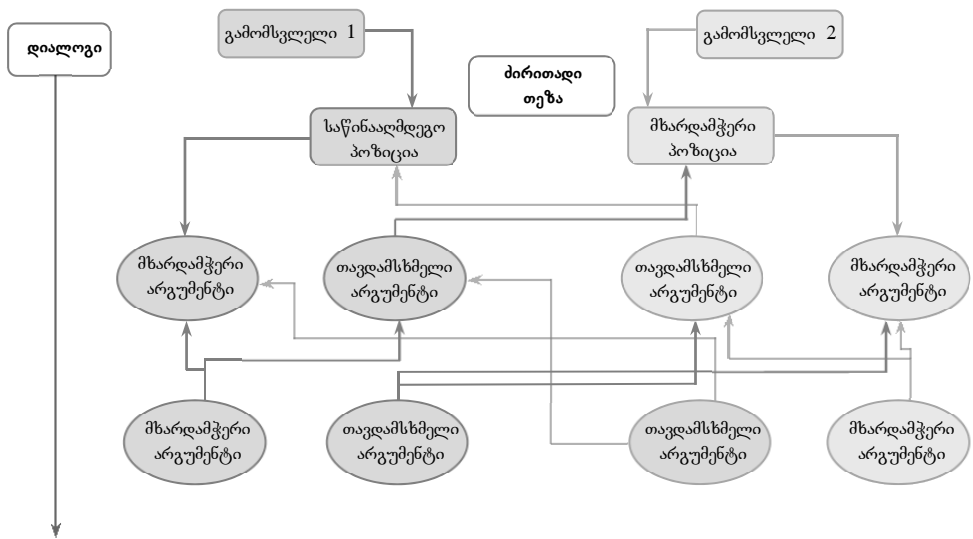 დიალოგი
გამომსვლელი 1
გამომსვლელი 2
ძირითადი
თეზა
საწინააღმდეგო
პოზიცია
მხარდამჭერი
პოზიცია
მხარდამჭერი
არგუმენტი
თავდამსხმელი
არგუმენტი
თავდამსხმელი
არგუმენტი
მხარდამჭერი
არგუმენტი
მხარდამჭერი
არგუმენტი
თავდამსხმელი
არგუმენტი
თავდამსხმელი
არგუმენტი
მხარდამჭერი
არგუმენტი